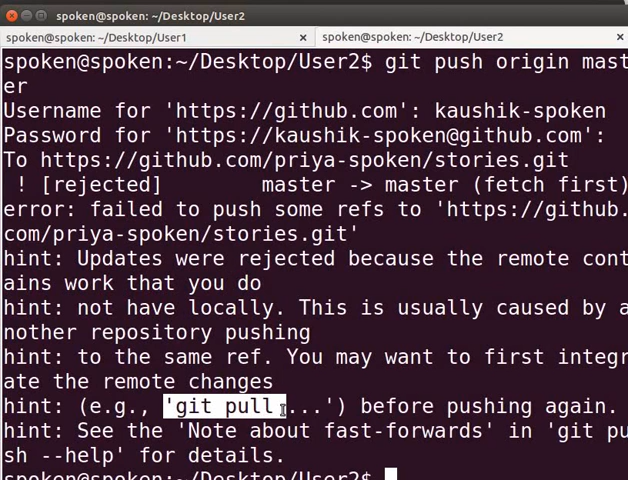 spoken@spoken: ~/Desktop/User2
spoken@spoken: ~/Desktop/User1
spoken@spoken: ~/Desktop/User2
spoken@spoken:~/Desktop/User2$ git push origin mast
er
Username for 'https://github.com': kaushik-spoken
Password for 'https://kaushik-spoken@github.com':
To https://github.com/priya-spoken/stories.git
 ! [rejected]        master -> master (fetch first)
error: failed to push some refs to 'https://github.
com/priya-spoken/stories.git'
hint: Updates were rejected because the remote cont
ains work that you do
hint: not have locally. This is usually caused by a
nother repository pushing
hint: to the same ref. You may want to first integr
ate the remote changes
hint: (e.g., 'git pull ...') before pushing again.
hint: See the 'Note about fast-forwards' in 'git pu
sh --help' for details.
spoken@spoken:~/Desktop/User2$